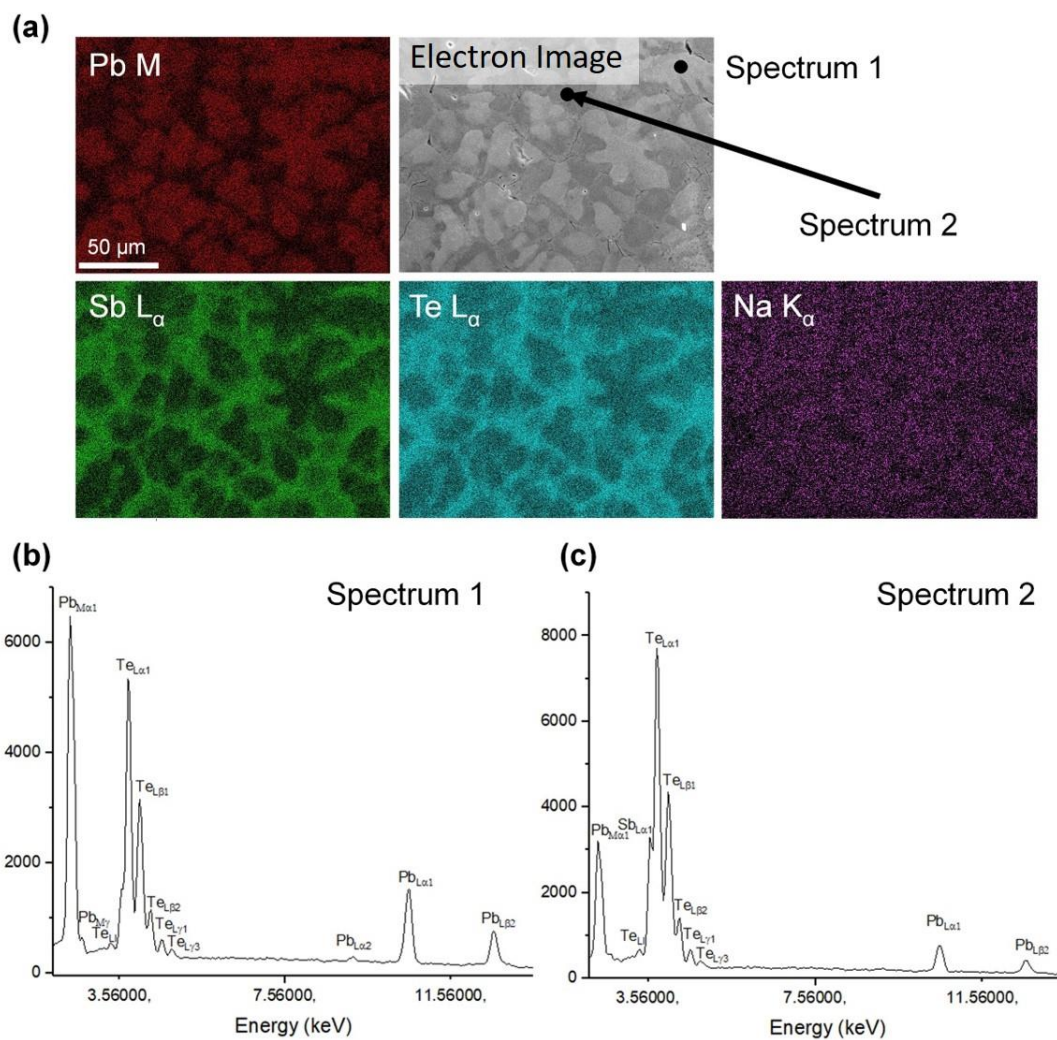 (a)
Pb M
Electron Image
Spectrum 1
Spectrum 2
50 µm
Sb Lα
Te Lα
Na Kα
(b)
Spectrum 1
PbMα1
6000
TeLα1
4000
TeLβ1
2000
PbMγ
TeLl
TeLβ2
TeLγ1
TeLγ3
PbLα2
PbLα1
PbLβ2
0
3.56000,
7.56000,
11.56000,
Energy (keV)
(c)
Spectrum 2
8000
TeLα1
6000
TeLβ1
4000
SbLα1
PbMα1
2000
TeLl
TeLβ2
TeLγ1
TeLγ3
PbLα1
PbLβ2
0
3.56000,
7.56000,
11.56000,
Energy (keV)